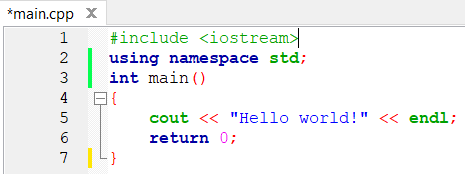 *main.cpp ×
1 #include <iostream>
2 using namespace std;
3 int main()
4 {
5 cout << "Hello world!" << endl;
6 return 0;
7 }